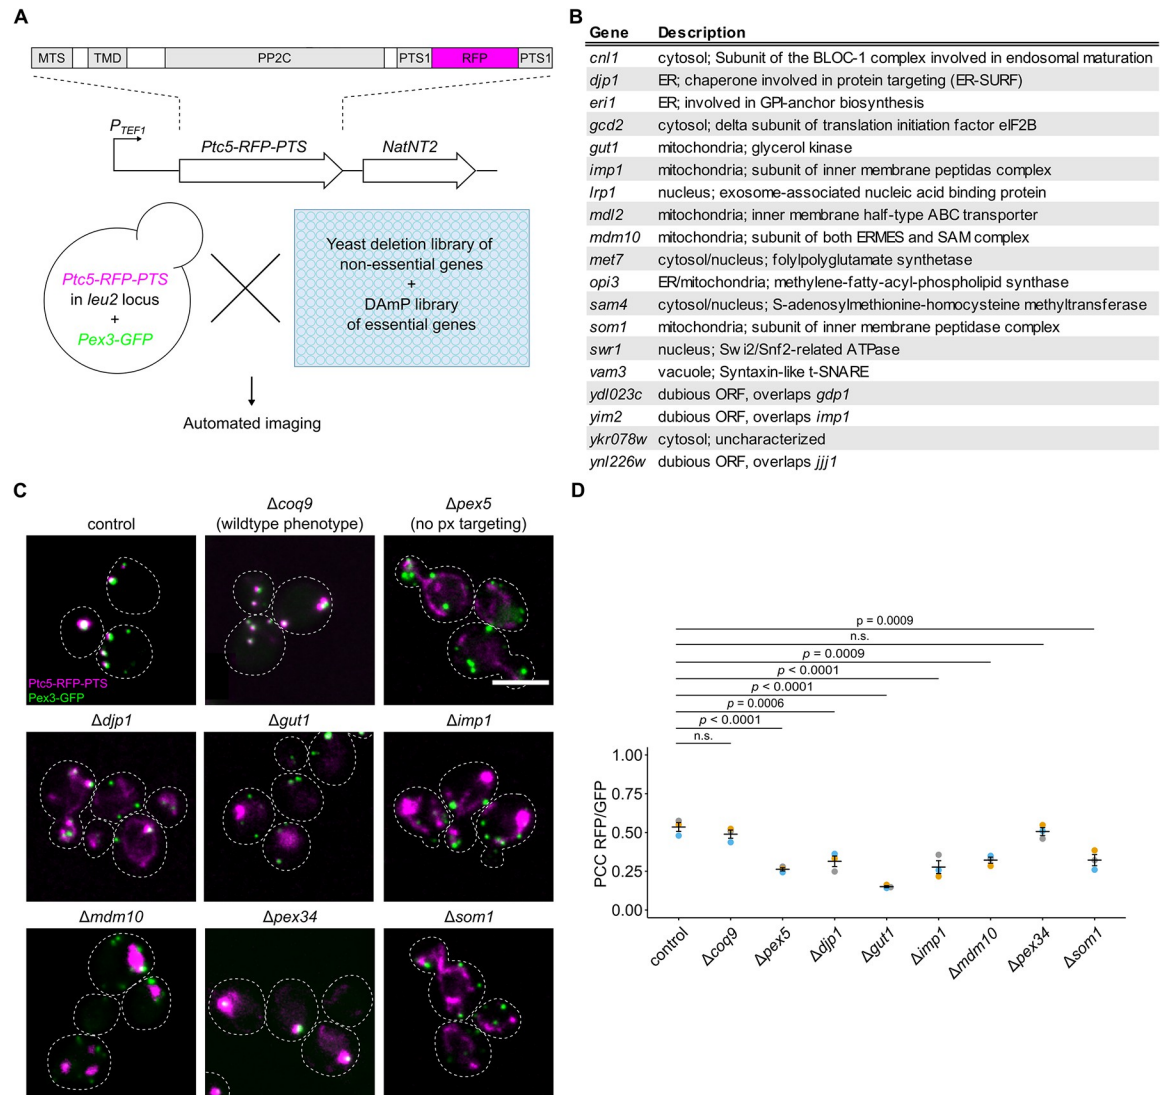 A
MTS TMD PP2C PTS1 RFP PTS1
PTEF1
Ptc5-RFP-PTS NatNT2
Ptc5-RFP-PTS
in leu2 locus
+
Pex3-GFP
Yeast deletion library of
non-essential genes
+
DAmP library
of essential genes
Automated imaging
B
Gene Description
cnl1 cytosol; Subunit of the BLOC-1 complex involved in endosomal maturation
djp1 ER; chaperone involved in protein targeting (ER-SURF)
eri1 ER; involved in GPI-anchor biosynthesis
gcd2 cytosol; delta subunit of translation initiation factor eIF2B
gut1 mitochondria; glycerol kinase
imp1 mitochondria; subunit of inner membrane peptidas complex
lrp1 nucleus; exosome-associated nucleic acid binding protein
mdl2 mitochondria; inner membrane half-type ABC transporter
mdm10 mitochondria; subunit of both ERMES and SAM complex
met7 cytosol/nucleus; folylpolyglutamate synthetase
opi3 ER/mitochondria; methylene-fatty-acyl-phospholipid synthase
sam4 cytosol/nucleus; S-adenosylmethionine-homocysteine methyltransferase
som1 mitochondria; subunit of inner membrane peptidase complex
swr1 nucleus; Swi2/Snf2-related ATPase
vam3 vacuole; Syntaxin-like t-SNARE
ydl023c dubious ORF, overlaps gdp1
yim2 dubious ORF, overlaps imp1
ykr078w cytosol; uncharacterized
ynl226w dubious ORF, overlaps jjj1
C
control
Δcoq9
(wildtype phenotype)
Δpex5
(no px targeting)
Ptc5-RFP-PTS
Pex3-GFP
Δdjp1 Δgut1 Δimp1
Δmdm10 Δpex34 Δsom1
D
p = 0.0009
n.s.
p = 0.0009
p < 0.0001
p < 0.0001
p = 0.0006
p < 0.0001
n.s.
PCC RFP/GFP
1.00
0.75
0.50
0.25
0.00
control Δcoq9 Δpex5 Δdjp1 Δgut1 Δimp1 Δmdm10 Δpex34 Δsom1